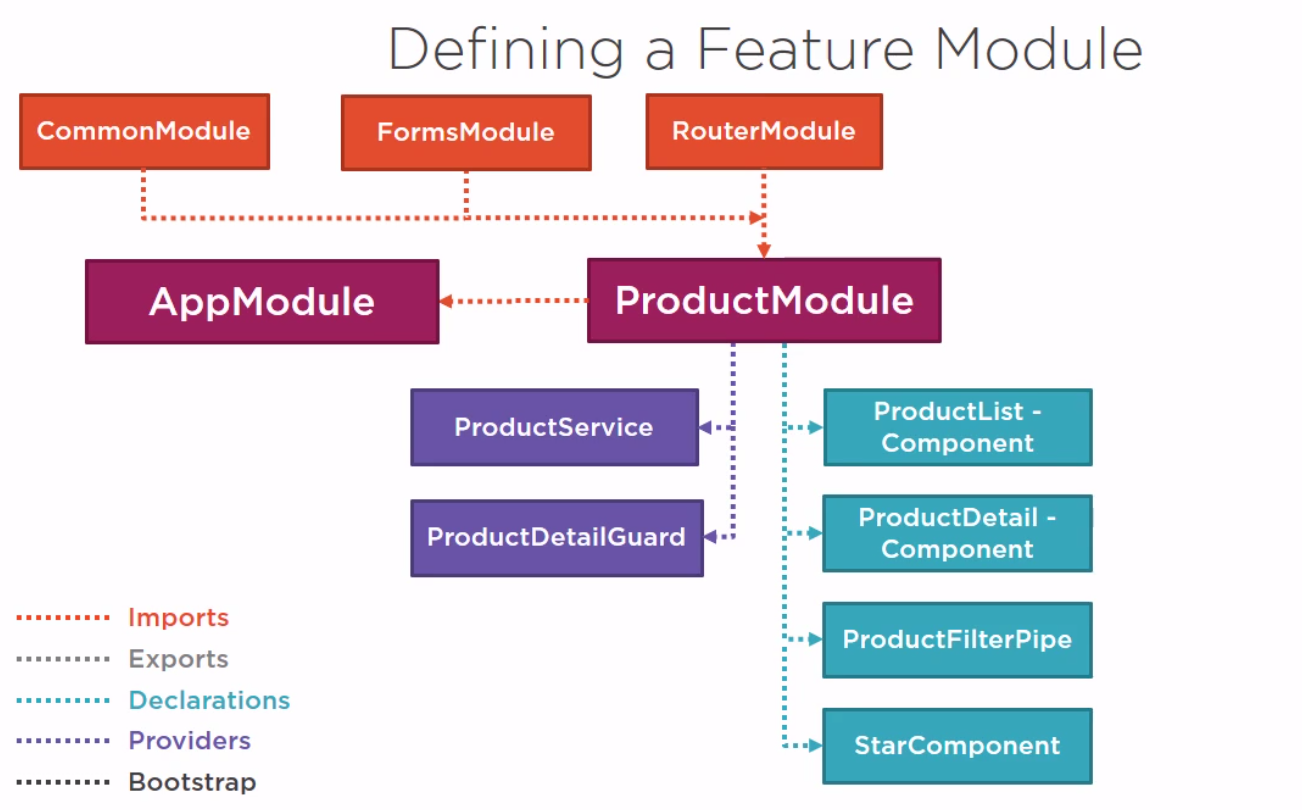 Defining a Feature Module
CommonModule
FormsModule
RouterModule
AppModule
ProductModule
ProductService
ProductList -
Component
ProductDetailGuard
ProductDetail -
Component
ProductFilterPipe
StarComponent
Imports
Exports
Declarations
Providers
Bootstrap